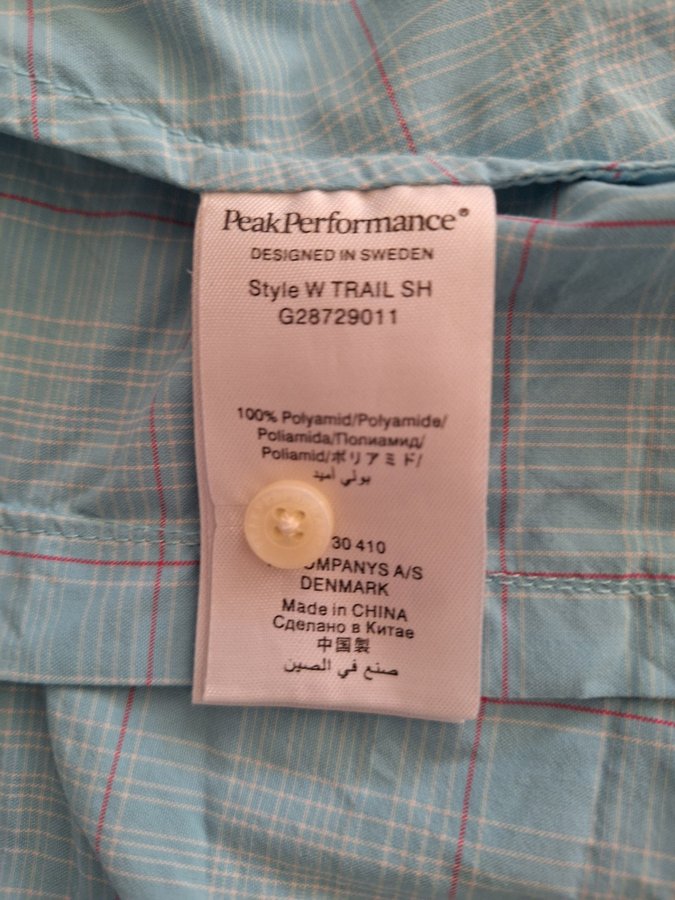 PeakPerformance®
DESIGNED IN SWEDEN
Style W TRAIL SH
G28729011
100% Polyamid/Polyamide/
Poliamida/Полиамид/
Poliamid/ポリアミド/
بولي أميد
30 410
OMPANYS A/S
DENMARK
Made in CHINA
Сделано в Китае
中国製
صنع في الصين